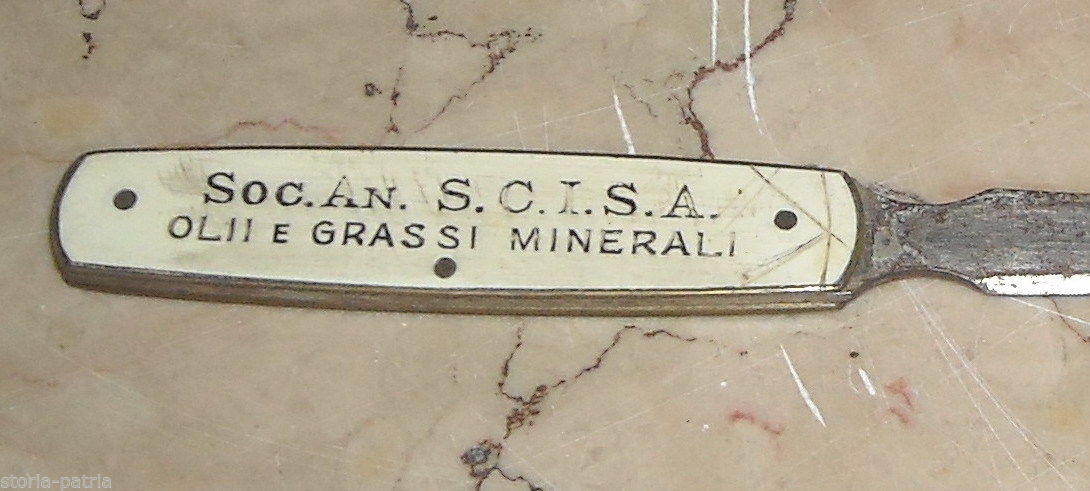 Soc. An. S.C.I.S.A.
OLII E GRASSI MINERALI
storia-patria